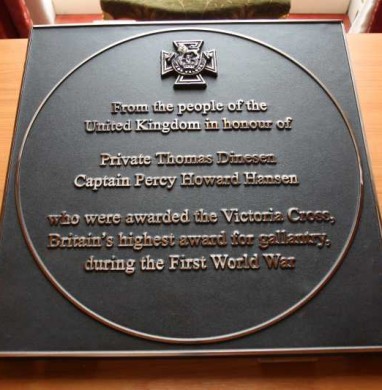 From the people of the
United Kingdom in honour of
Private Thomas Dinesen
Captain Percy Howard Hansen
who were awarded the Victoria Cross,
Britain's highest award for gallantry,
during the First World War